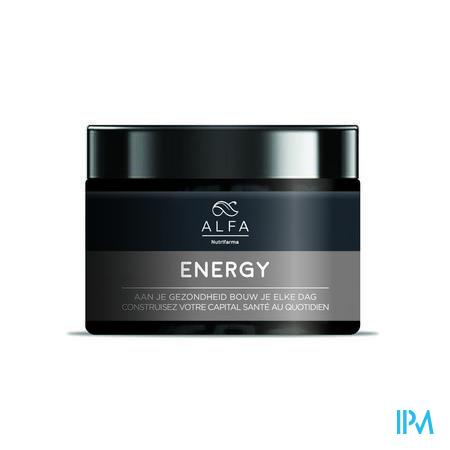 ALFA
Nutrifarma
ENERGY
AAN JE GEZONDHEID BOUW JE ELKE DAG
CONSTRUISEZ VOTRE CAPITAL SANTÉ AU QUOTIDIEN
IPM